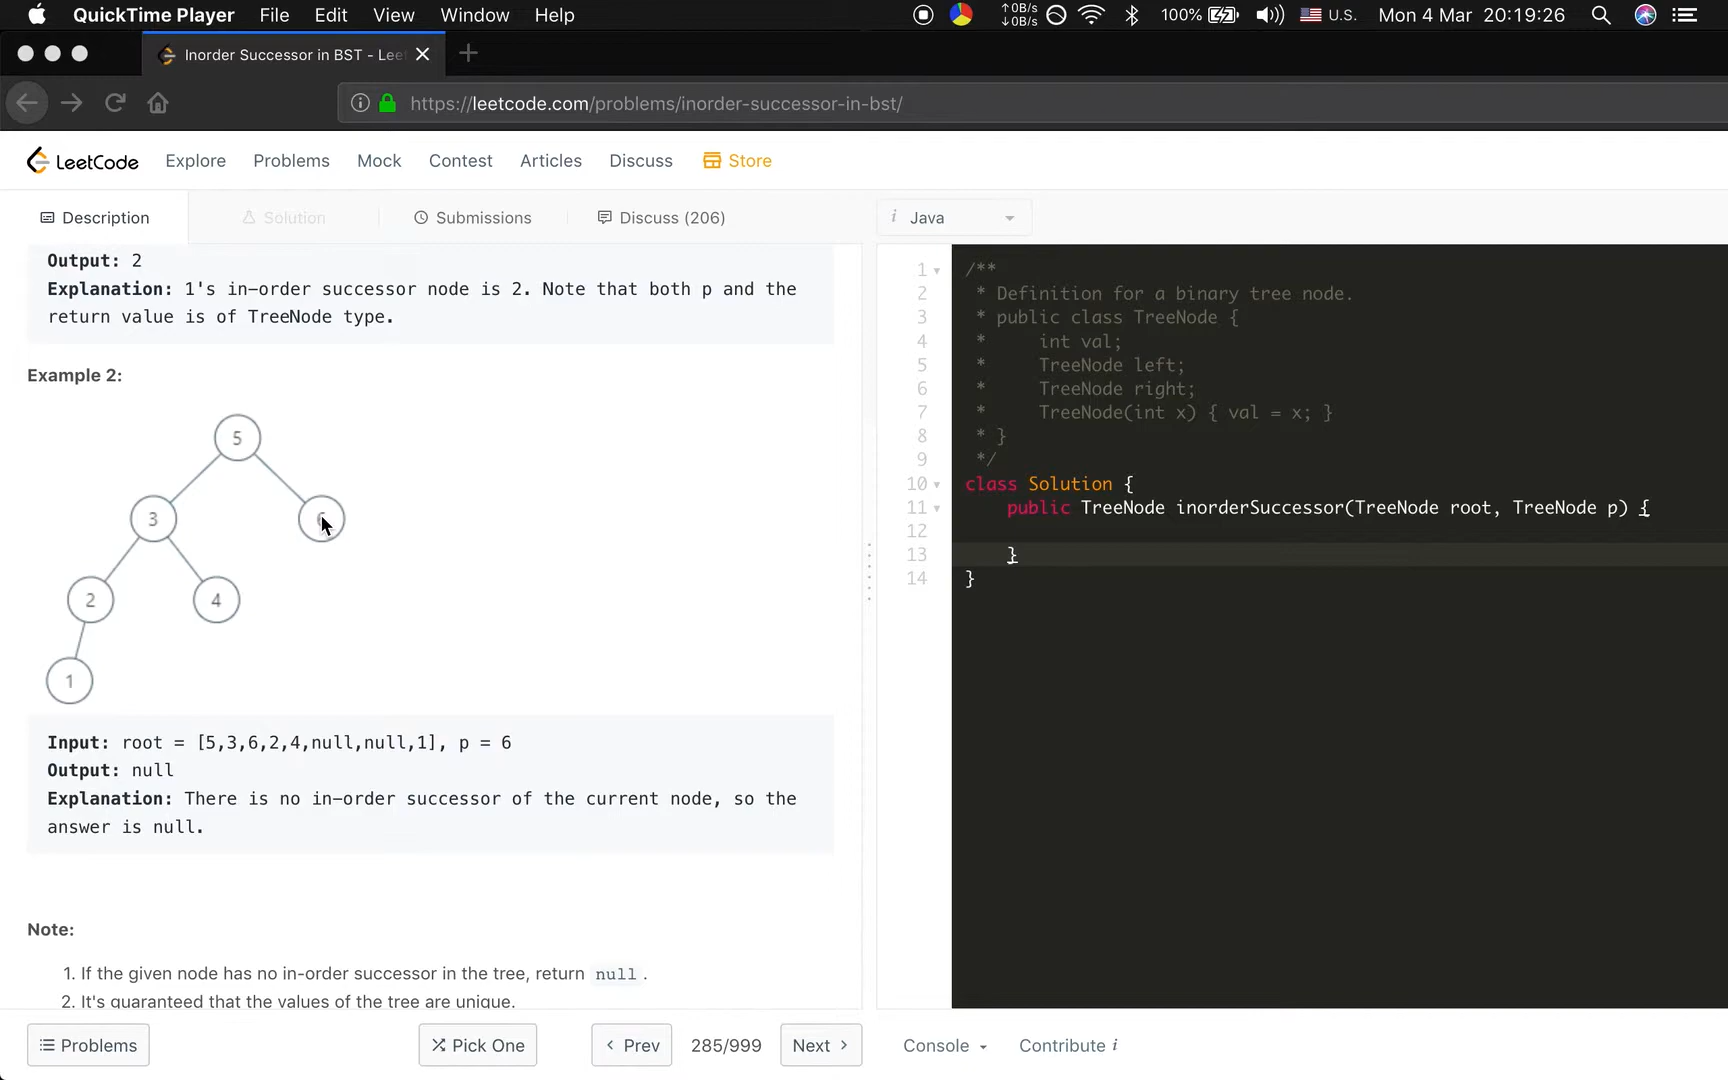 QuickTime Player File Edit View Window Help
↑0B/s
↓0B/s
100% U.S. Mon 4 Mar 20:19:26
Inorder Successor in BST - Lee
https://leetcode.com/problems/inorder-successor-in-bst/
LeetCode Explore Problems Mock Contest Articles Discuss Store
Description Solution Submissions Discuss (206)
Output: 2
Explanation: 1's in-order successor node is 2. Note that both p and the
return value is of TreeNode type.
Example 2:
5
3
2 4
1
Input: root = [5,3,6,2,4,null,null,1], p = 6
Output: null
Explanation: There is no in-order successor of the current node, so the
answer is null.
Note:
1. If the given node has no in-order successor in the tree, return null.
2. It's guaranteed that the values of the tree are unique.
Problems Pick One Prev 285/999 Next
i Java
1 /**
2 * Definition for a binary tree node.
3 * public class TreeNode {
4 * int val;
5 * TreeNode left;
6 * TreeNode right;
7 * TreeNode(int x) { val = x; }
8 * }
9 */
10 class Solution {
11 public TreeNode inorderSuccessor(TreeNode root, TreeNode p) {
12
13 }
14 }
Console Contribute i